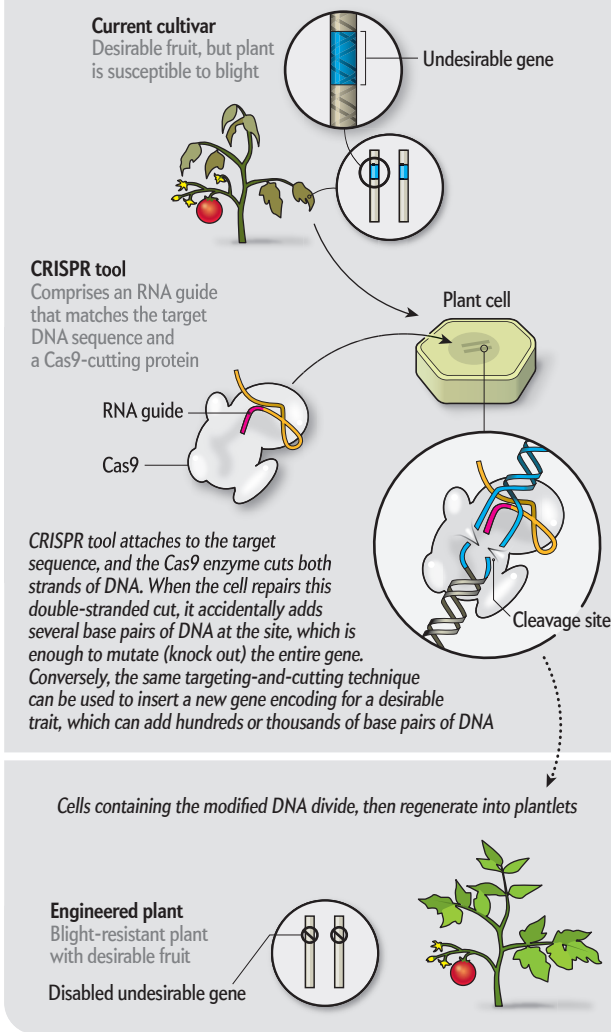 Current cultivar
Desirable fruit, but plant
is susceptible to blight
Undesirable gene
CRISPR tool
Comprises an RNA guide
that matches the target
DNA sequence and
a Cas9-cutting protein
Plant cell
RNA guide
Cas9
CRISPR tool attaches to the target
sequence, and the Cas9 enzyme cuts both
strands of DNA. When the cell repairs this
double-stranded cut, it accidentally adds
several base pairs of DNA at the site, which is
enough to mutate (knock out) the entire gene.
Conversely, the same targeting-and-cutting technique
can be used to insert a new gene encoding for a desirable
trait, which can add hundreds or thousands of base pairs of DNA
Cleavage site
Cells containing the modified DNA divide, then regenerate into plantlets
Engineered plant
Blight-resistant plant
with desirable fruit
Disabled undesirable gene